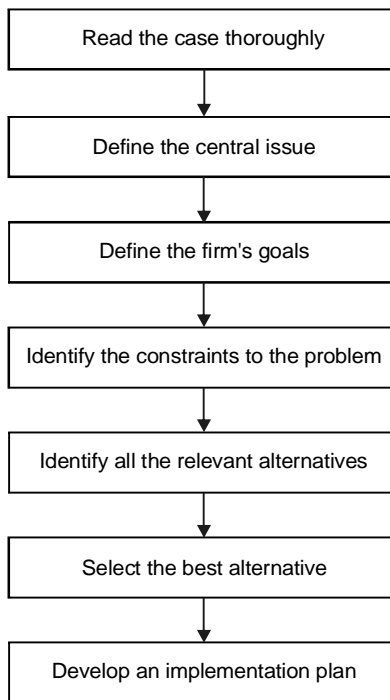 Read the case thoroughly
Define the central issue
Define the firm's goals
Identify the constraints to the problem
Identify all the relevant alternatives
Select the best alternative
Develop an implementation plan